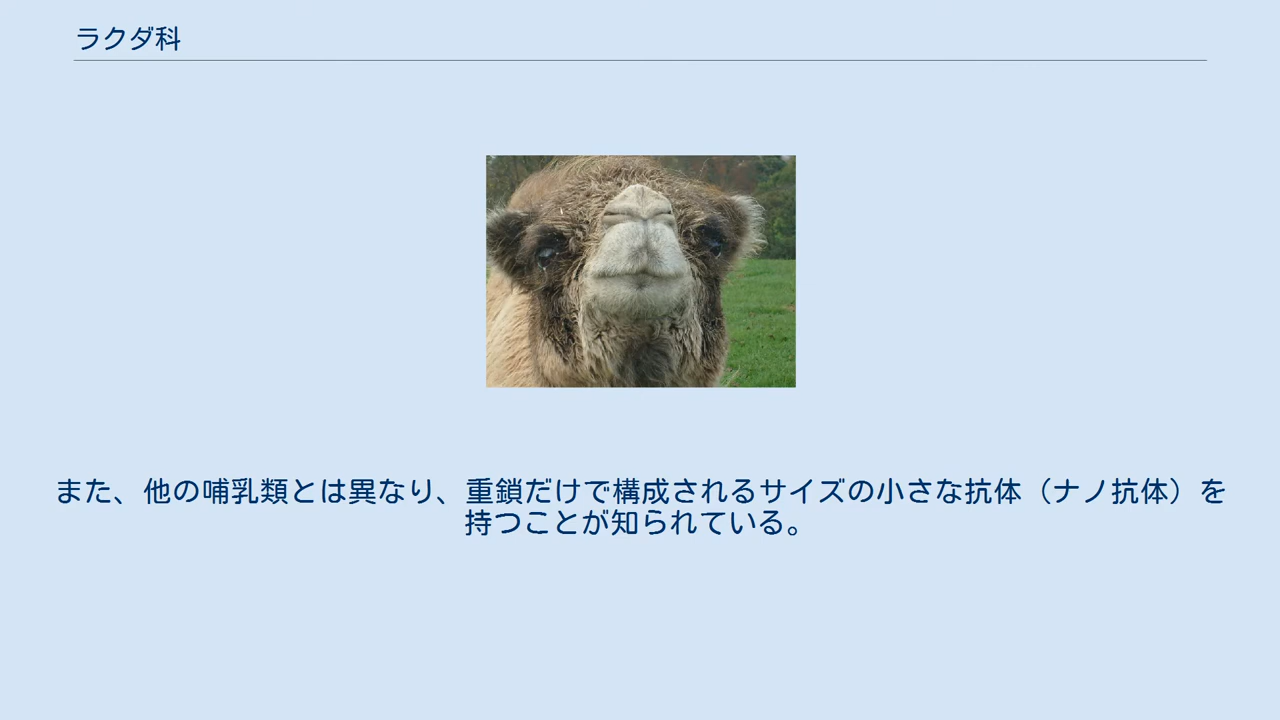 ラクダ科
また、他の哺乳類とは異なり、重鎖だけで構成されるサイズの小さな抗体（ナノ抗体）を
持つことが知られている。